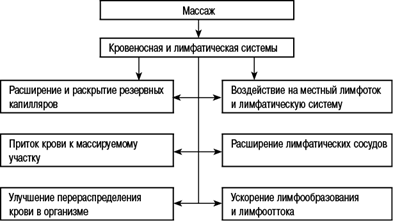 Массаж
Кровеносная и лимфатическая системы
Расширение и раскрытие резервных
капилляров
Воздействие на местный лимфоток
и лимфатическую систему
Приток крови к массируемому
участку
Расширение лимфатических сосудов
Улучшение перераспределения
крови в организме
Ускорение лимфообразования
и лимфооттока